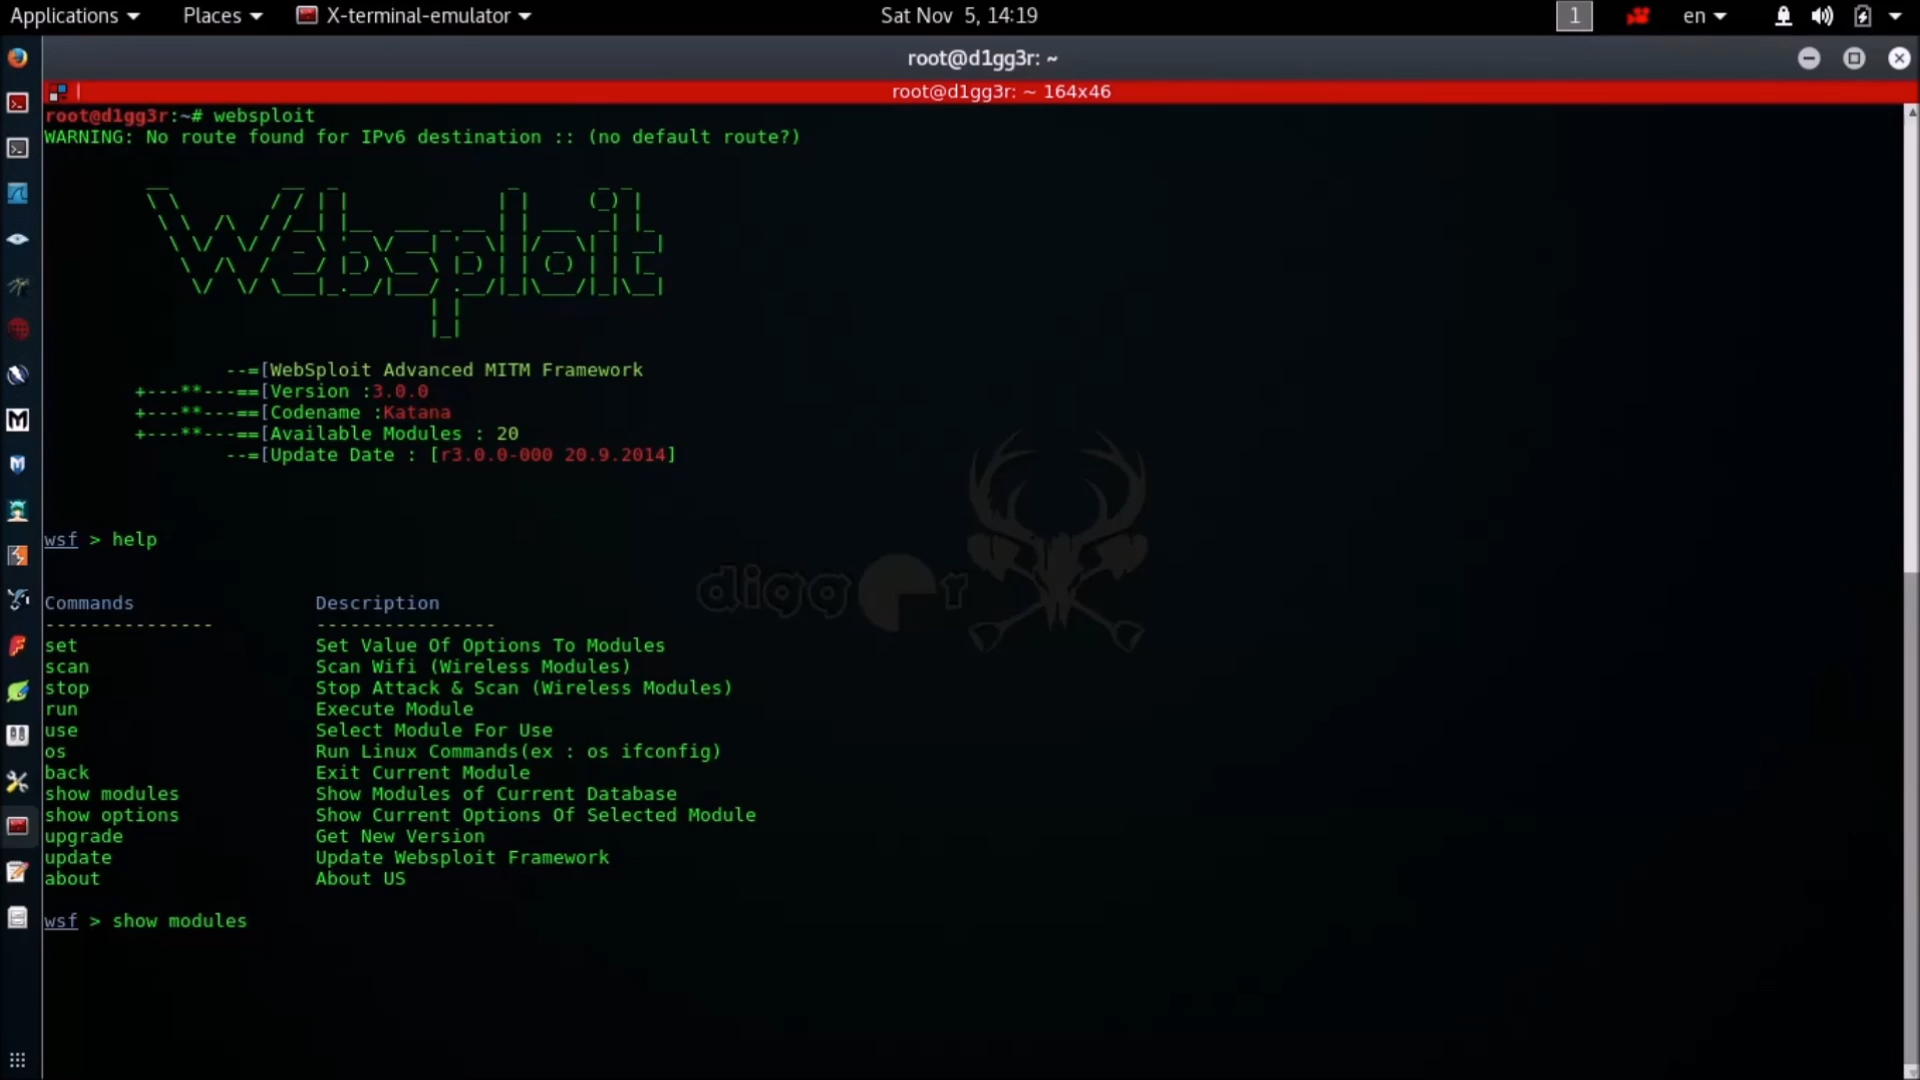 Applications Places X-terminal-emulator Sat Nov 5, 14:19 1 en
root@d1gg3r: ~
root@d1gg3r: ~ 164x46
root@d1gg3r:~# websploit
WARNING: No route found for IPv6 destination :: (no default route?)
Websploit
--=[WebSploit Advanced MITM Framework
+---**---==[Version :3.0.0
+---**---==[Codename :Katana
+---**---==[Available Modules : 20
--=[Update Date : [r3.0.0-000 20.9.2014]
wsf > help
digger
Commands Description
--------------- ----------------
set Set Value Of Options To Modules
scan Scan Wifi (Wireless Modules)
stop Stop Attack & Scan (Wireless Modules)
run Execute Module
use Select Module For Use
os Run Linux Commands(ex : os ifconfig)
back Exit Current Module
show modules Show Modules of Current Database
show options Show Current Options Of Selected Module
upgrade Get New Version
update Update Websploit Framework
about About US
wsf > show modules